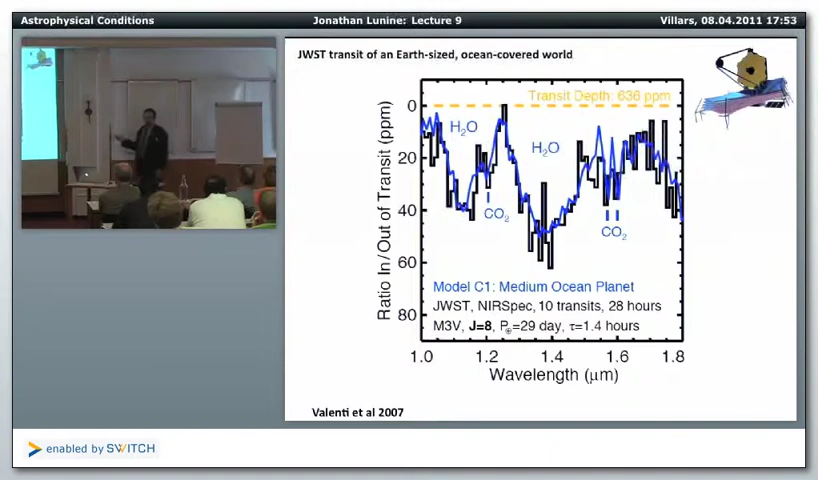 Astrophysical Conditions
Jonathan Lunine: Lecture 9
Villars, 08.04.2011 17:53
JWST transit of an Earth-sized, ocean-covered world
Transit Depth: 636 ppm
H2O
H2O
CO2
CO2
Model C1: Medium Ocean Planet
JWST, NIRSpec, 10 transits, 28 hours
M3V, J=8, P⊕=29 day, τ=1.4 hours
Ratio In/Out of Transit (ppm)
0
20
40
60
80
1.0 1.2 1.4 1.6 1.8
Wavelength (μm)
Valenti et al 2007
enabled by SWITCH